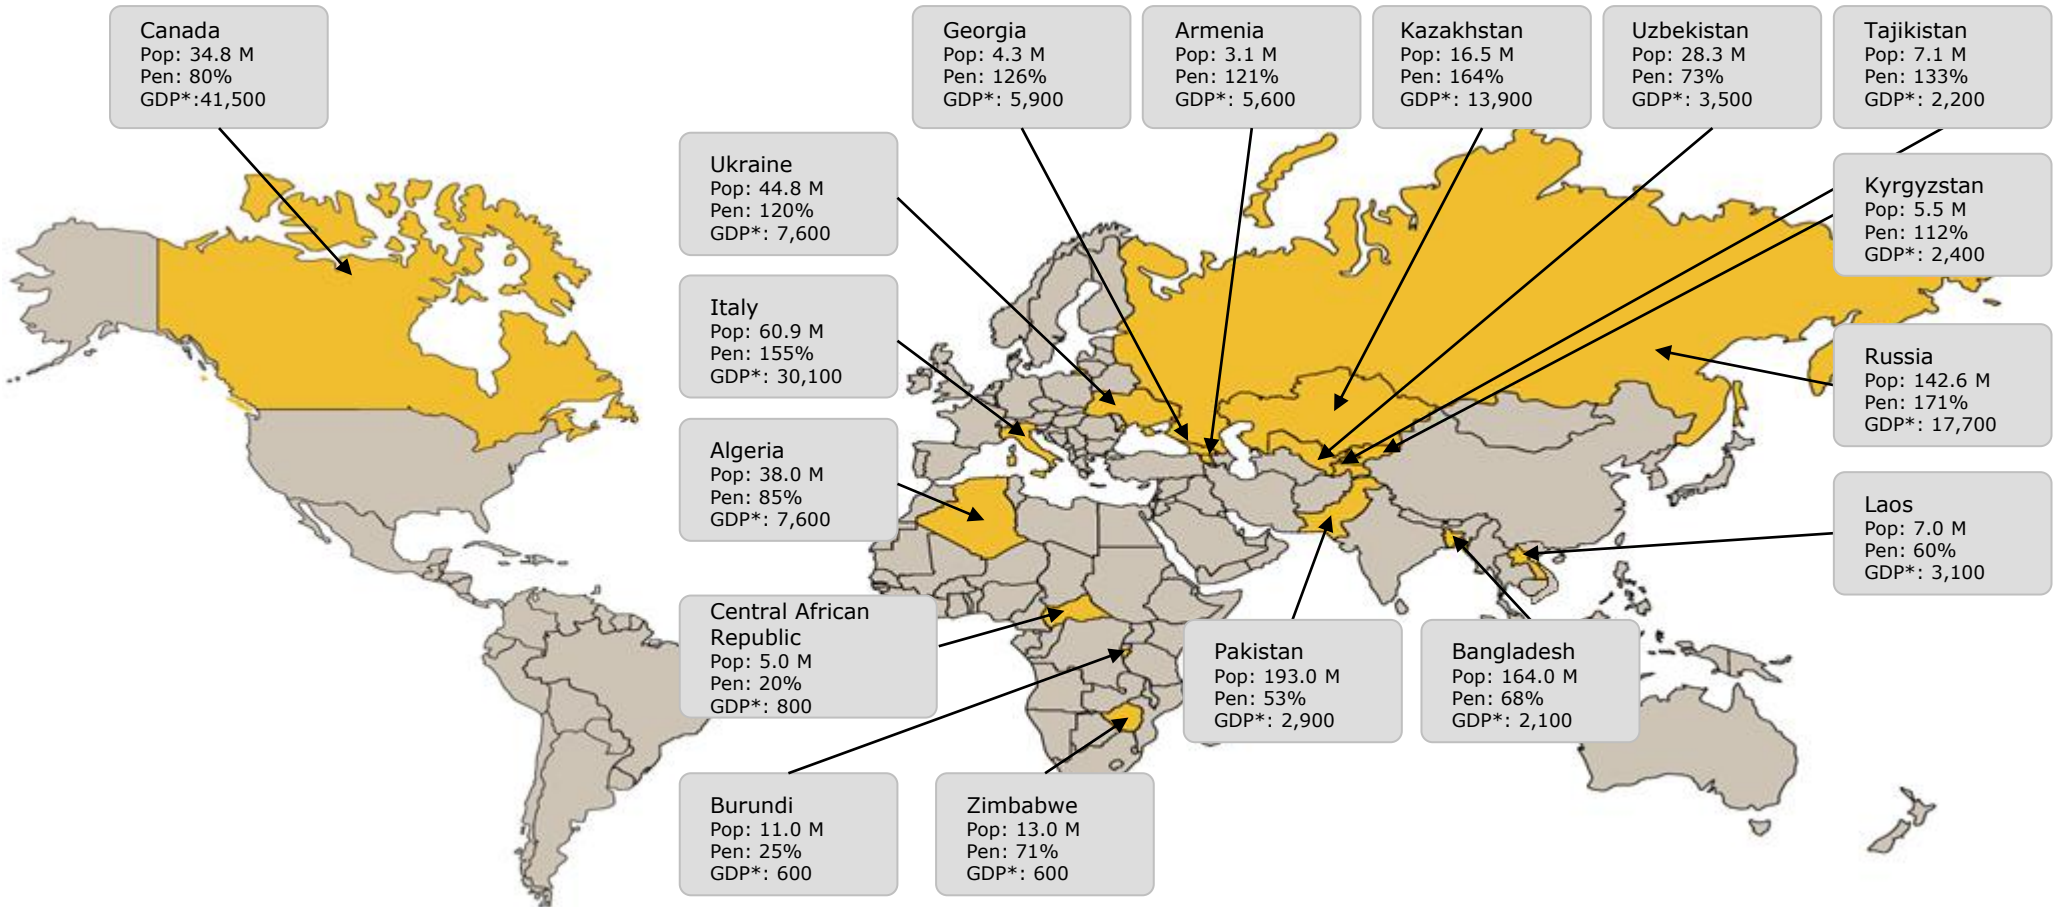 Canada
Pop: 34.8 M
Pen: 80%
GDP*:41,500
Georgia
Pop: 4.3 M
Pen: 126%
GDP*: 5,900
Armenia
Pop: 3.1 M
Pen: 121%
GDP*: 5,600
Kazakhstan
Pop: 16.5 M
Pen: 164%
GDP*: 13,900
Uzbekistan
Pop: 28.3 M
Pen: 73%
GDP*: 3,500
Tajikistan
Pop: 7.1 M
Pen: 133%
GDP*: 2,200
Ukraine
Pop: 44.8 M
Pen: 120%
GDP*: 7,600
Kyrgyzstan
Pop: 5.5 M
Pen: 112%
GDP*: 2,400
Italy
Pop: 60.9 M
Pen: 155%
GDP*: 30,100
Russia
Pop: 142.6 M
Pen: 171%
GDP*: 17,700
Algeria
Pop: 38.0 M
Pen: 85%
GDP*: 7,600
Laos
Pop: 7.0 M
Pen: 60%
GDP*: 3,100
Central African
Republic
Pop: 5.0 M
Pen: 20%
GDP*: 800
Pakistan
Pop: 193.0 M
Pen: 53%
GDP*: 2,900
Bangladesh
Pop: 164.0 M
Pen: 68%
GDP*: 2,100
Burundi
Pop: 11.0 M
Pen: 25%
GDP*: 600
Zimbabwe
Pop: 13.0 M
Pen: 71%
GDP*: 600